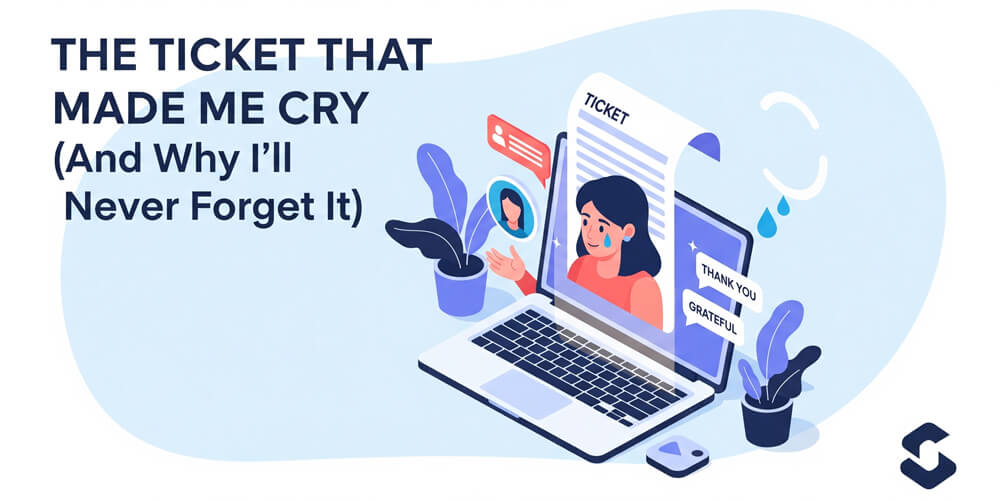 THE TICKET THAT
MADE ME CRY
(And Why I'll
Never Forget It)
TICKET
THANK YOU
GRATEFUL